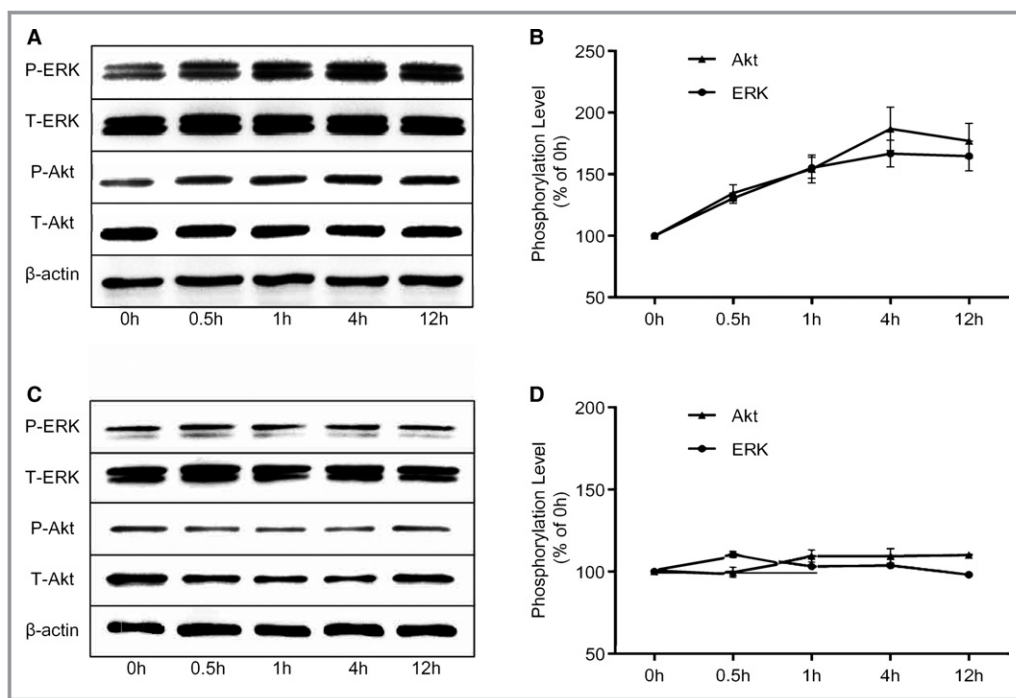 A
P-ERK
T-ERK
P-Akt
T-Akt
β-actin
0h 0.5h 1h 4h 12h
B
Akt
ERK
Phosphorylation Level
(% of 0h)
250
200
150
100
50
0h 0.5h 1h 4h 12h
C
P-ERK
T-ERK
P-Akt
T-Akt
β-actin
0h 0.5h 1h 4h 12h
D
Akt
ERK
Phosphorylation Level
(% of 0h)
200
150
100
50
0h 0.5h 1h 4h 12h